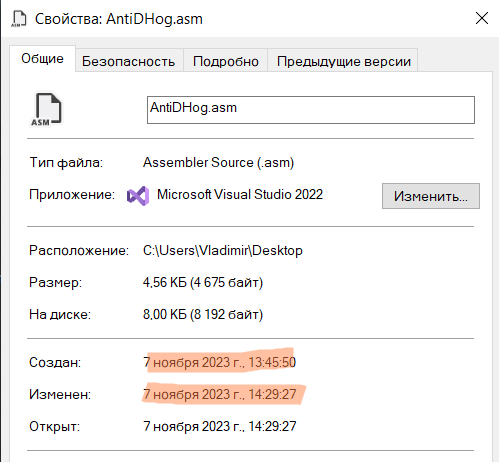 Свойства: AntiDHog.asm
Общие Безопасность Подробно Предыдущие версии
ASM AntiDHog.asm
Тип файла: Assembler Source (.asm)
Приложение: Microsoft Visual Studio 2022 Изменить...
Расположение: C:\Users\Vladimir\Desktop
Размер: 4,56 КБ (4 675 байт)
На диске: 8,00 КБ (8 192 байт)
Создан: 7 ноября 2023 г., 13:45:50
Изменен: 7 ноября 2023 г., 14:29:27
Открыт: 7 ноября 2023 г., 14:29:27